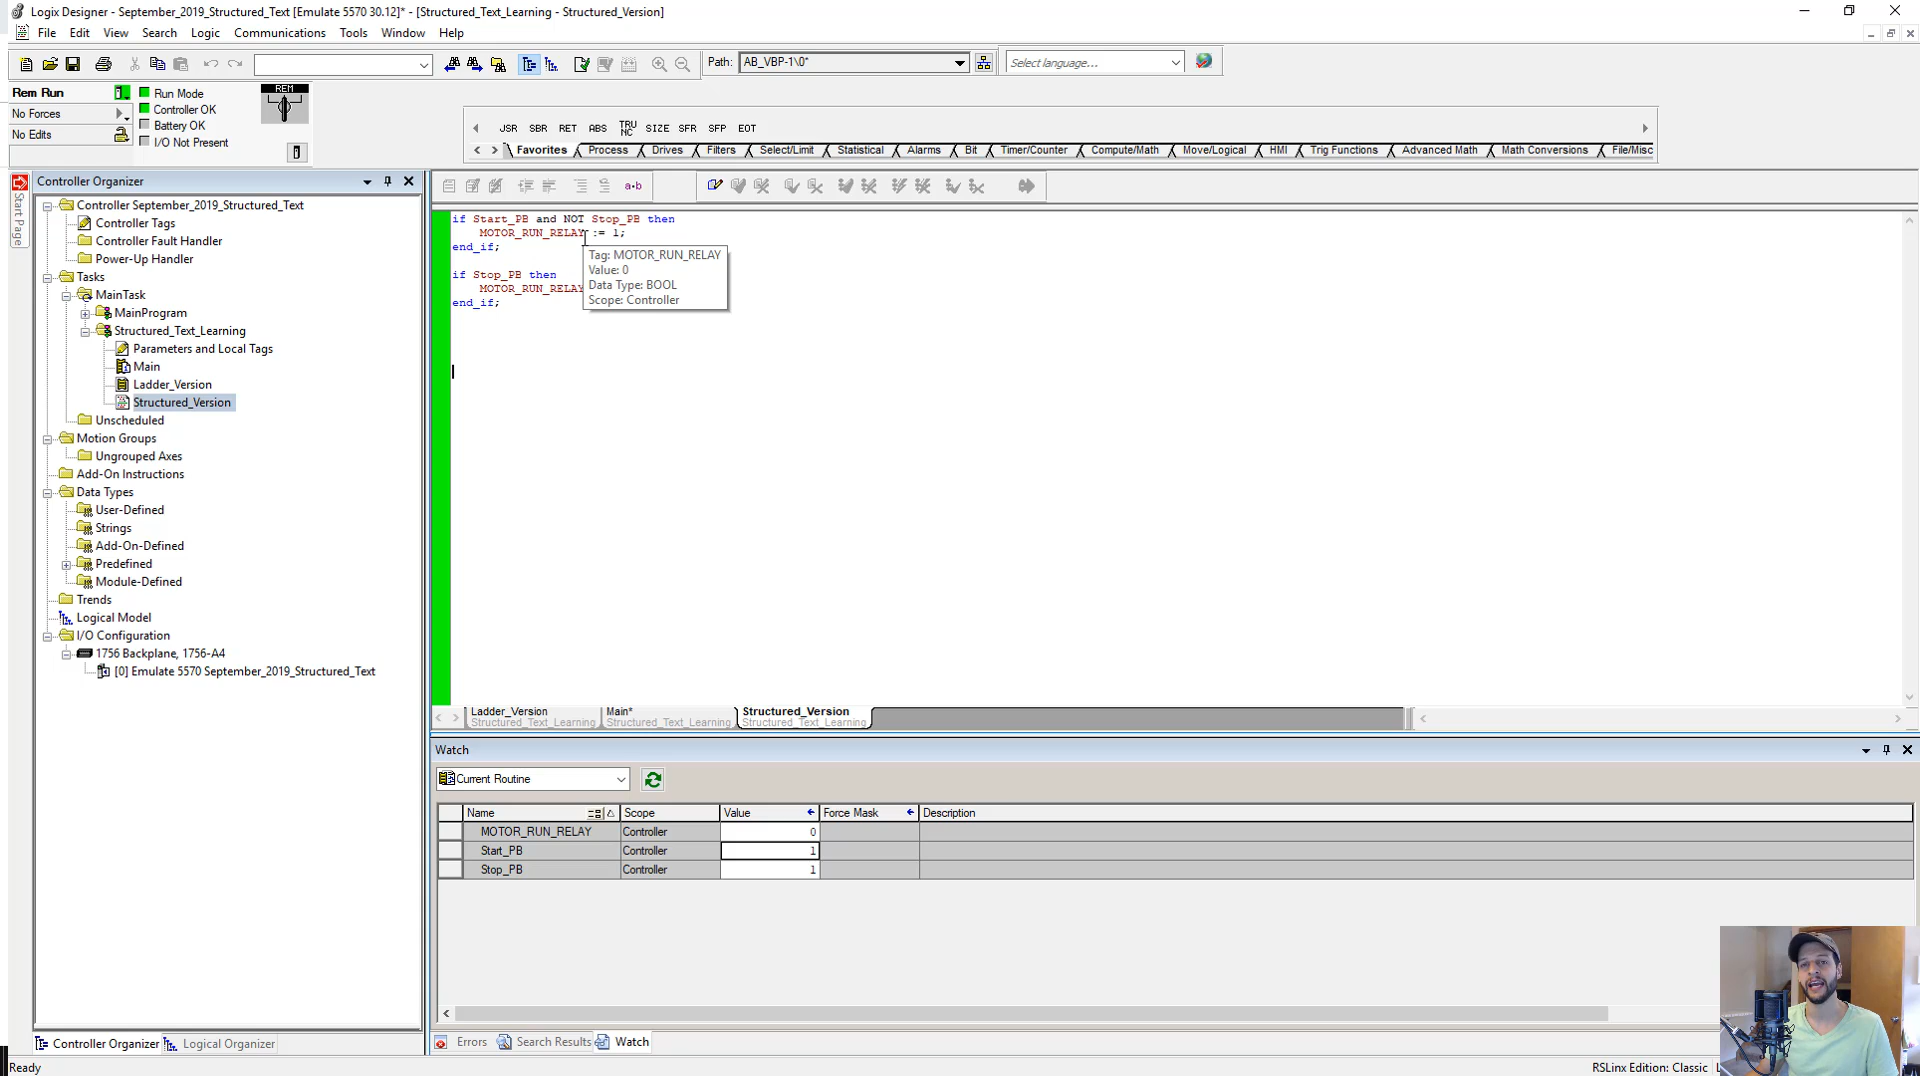 Logix Designer - September_2019_Structured_Text [Emulate 5570 30.12]* - [Structured_Text_Learning - Structured_Version]
File Edit View Search Logic Communications Tools Window Help
Path: AB_VBP-1\0*
Select language...
Rem Run
No Forces
No Edits
Run Mode
Controller OK
Battery OK
I/O Not Present
REM
JSR SBR RET ABS TRUNC SIZE SFR SFP EOT
Favorites Process Drives Filters Select/Limit Statistical Alarms Bit Timer/Counter Compute/Math Move/Logical HMI Trig Functions Advanced Math Math Conversions File/Misc
Start Page
Controller Organizer
Controller September_2019_Structured_Text
Controller Tags
Controller Fault Handler
Power-Up Handler
Tasks
MainTask
MainProgram
Structured_Text_Learning
Parameters and Local Tags
Main
Ladder_Version
Structured_Version
Unscheduled
Motion Groups
Ungrouped Axes
Add-On Instructions
Data Types
User-Defined
Strings
Add-On-Defined
Predefined
Module-Defined
Trends
Logical Model
I/O Configuration
1756 Backplane, 1756-A4
[0] Emulate 5570 September_2019_Structured_Text
Controller Organizer Logical Organizer
a•b
if Start_PB and NOT Stop_PB then
MOTOR_RUN_RELAY := 1;
end_if;
if Stop_PB then
MOTOR_RUN_RELAY
end_if;
Tag: MOTOR_RUN_RELAY
Value: 0
Data Type: BOOL
Scope: Controller
Ladder_Version
Structured_Text_Learning
Main*
Structured_Text_Learning
Structured_Version
Structured_Text_Learning
Watch
Current Routine
Name Scope Value Force Mask Description
MOTOR_RUN_RELAY Controller 0
Start_PB Controller 1
Stop_PB Controller 1
Errors Search Results Watch
Ready
RSLinx Edition: Classic